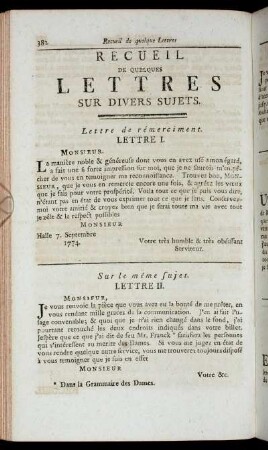 382 Recueil de quelques Lettres
RECUEIL
DE QUELQUES
LETTRES
SUR DIVERS SUJETS.
Lettre de rémerciment.
LETTRE I.
MONSIEUR.
La manière noble & généreuse dont vous en avez usé à mon égard,
a fait une si forte impression sur moi, que je ne saurois m'empê-
cher de vous en temoigner ma reconnoissance. Trouvez bon, Mon-
SIEUR, que je vous en remercie encore une fois, & agréez les vœux
que je fait pour votre prospérité. Voila tout ce que je puis vous dire,
n'étant pas en état de vous exprimer tout ce que je sens. Conservez-
moi votre amitié & croyez bien que je serai toute ma vie avec tout
le zèle & le respect possibles
MONSIEUR
Halle 7. Septembre
1774. Votre très humble & très obéissant
Serviteur.
Sur le même sujet.
LETTRE II.
MONSIEUR,
Je vous renvoie la pièce que vous avez eu la bonté de me prêter, en
vous rendant mille graces de la communication. J'en ai fait l'u-
sage convenable; & quoi que je n'ai rien changé dans le fond, j'ai
pourtant retouché les deux endroits indiqués dans votre billet.
J'espère que ce que j'ai dit de feu Mr. Franck * satisfera les personnes
qui s'intéressent au merite des Dames. Si vous me jugez en état de
vous rendre quelque autre service, vous me trouverez toujours disposé
à vous temoigner que je suis en effet
MONSIEUR
Votre &c.
* Dans la Grammaire des Dames.